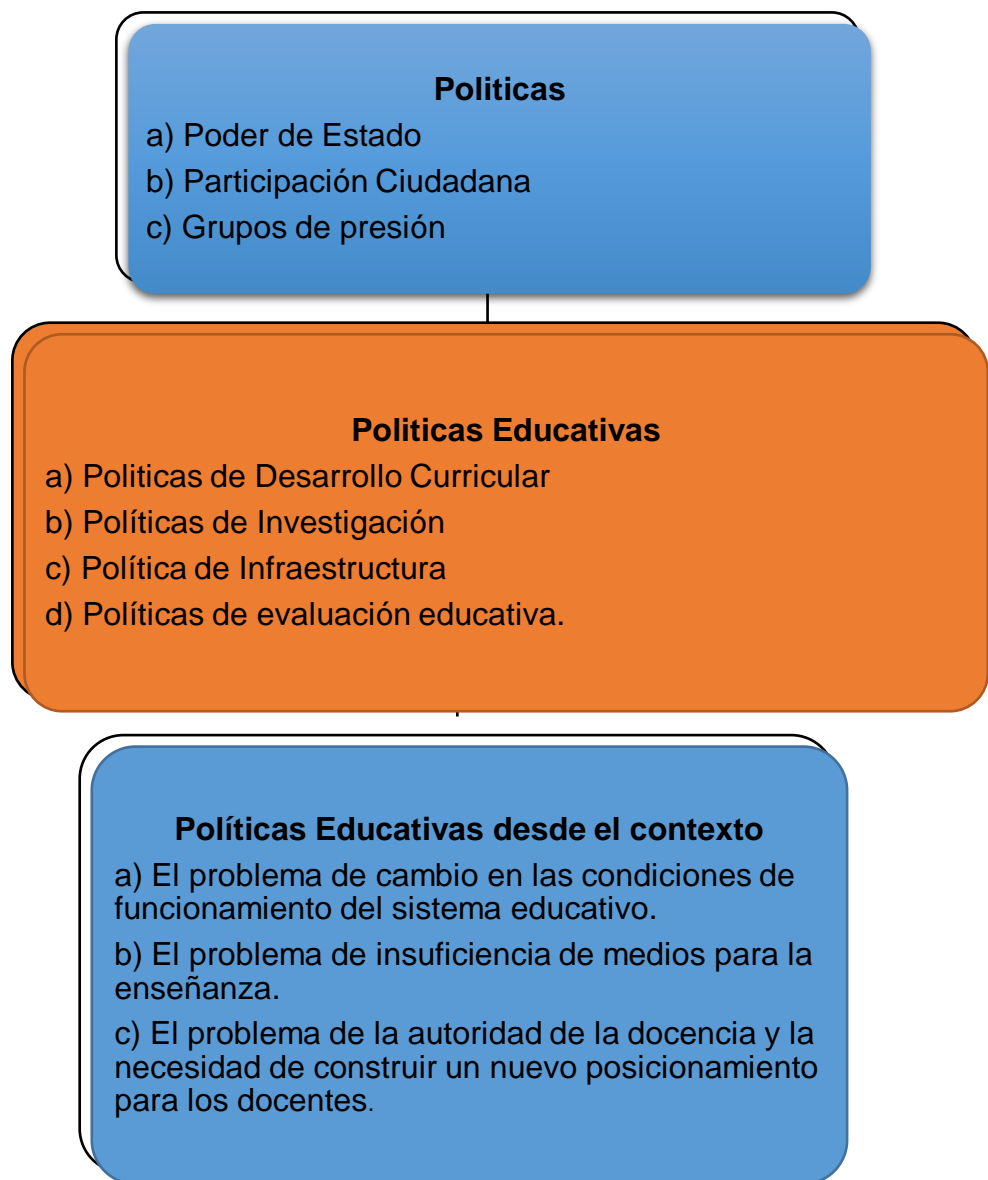 Politicas
a) Poder de Estado
b) Participación Ciudadana
c) Grupos de presión
Politicas Educativas
a) Politicas de Desarrollo Curricular
b) Políticas de Investigación
c) Política de Infraestructura
d) Políticas de evaluación educativa.
Políticas Educativas desde el contexto
a) El problema de cambio en las condiciones de
funcionamiento del sistema educativo.
b) El problema de insuficiencia de medios para la
enseñanza.
c) El problema de la autoridad de la docencia y la
necesidad de construir un nuevo posicionamiento
para los docentes.